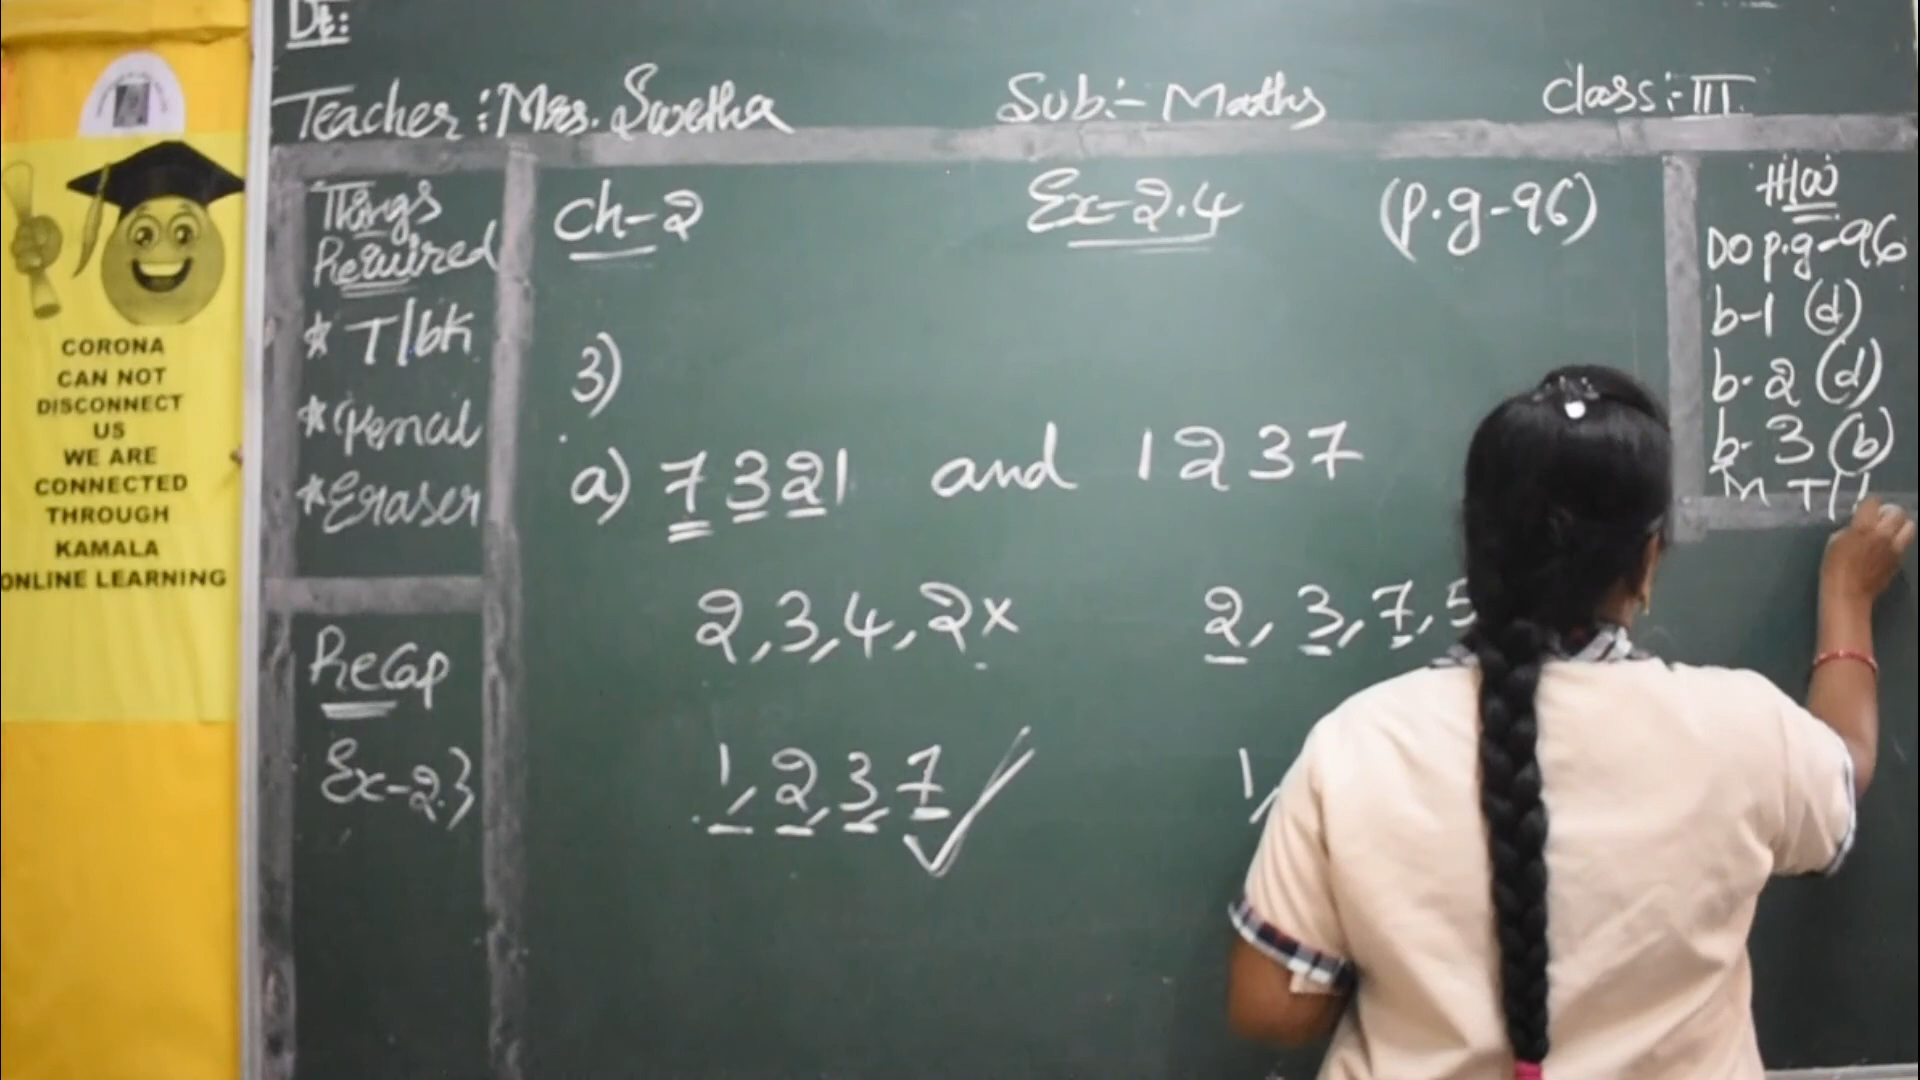 Dt:
Teacher: Mrs. Swetha Sub:- Maths Class:- III
Things
Required
* T/bk
* Pencil
* Eraser
Recap
Ex-2.3
Ch-2 Ex-2.4 (P.g-96)
3)
a) 7321 and 1237
2,3,4,2x 2, 3, 7, 5
1, 2, 3, 7 ✓ 1,
H/W
Do p.g-96
b-1 (d)
b-2 (d)
b-3 (b)
CORONA
CAN NOT
DISCONNECT
US
WE ARE
CONNECTED
THROUGH
KAMALA
ONLINE LEARNING